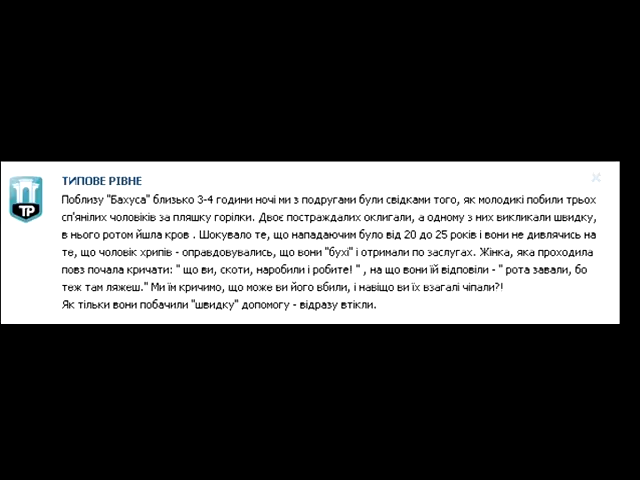 ТИПОВЕ РІВНЕ
Поблизу "Бахуса" близько 3-4 години ночі ми з подругами були свідками того, як молодикі побили трьох
сп'янілих чоловіків за пляшку горілки. Двоє постраждалих оклигали, а одному з них викликали швидку,
в нього ротом йшла кров . Шокувало те, що нападаючим було від 20 до 25 років і вони не дивлячись на
те, що чоловік хрипів - оправдовувались, що вони "бухі" і отримали по заслугах. Жінка, яка проходила
повз почала кричати: " що ви, скоти, наробили і робите! " , на що вони їй відповіли - " рота завали, бо
теж там ляжеш." Ми їм кричимо, що може ви його вбили, і навіщо ви їх взагалі чіпали?!
Як тільки вони побачили "швидку" допомогу - відразу втікли.
ТР